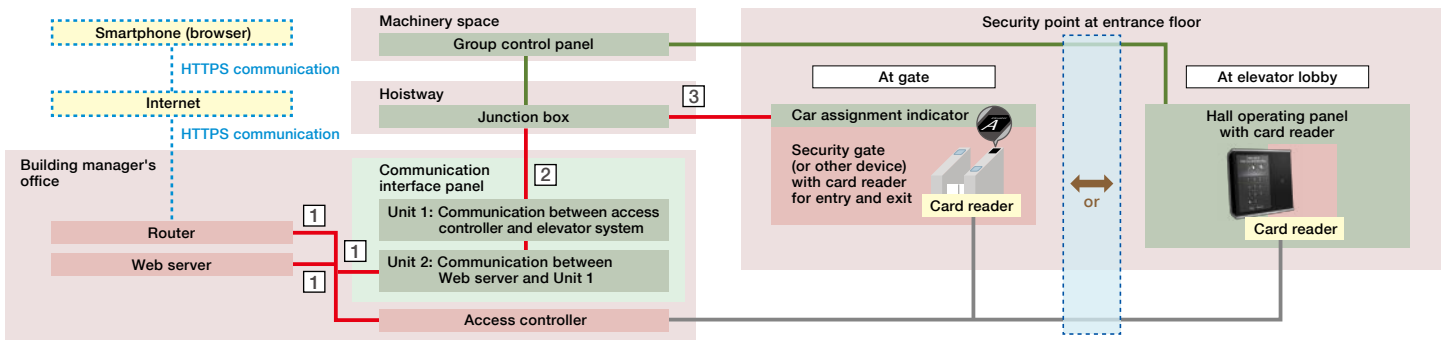 Smartphone (browser)
HTTPS communication
Internet
HTTPS communication
Building manager's
office
Router
Web server
1
1
1
Machinery space
Group control panel
Hoistway
Junction box
3
2
Communication
interface panel
Unit 1: Communication between access
controller and elevator system
Unit 2: Communication between
Web server and Unit 1
Access controller
Security point at entrance floor
At gate
Car assignment indicator
A
Security gate
(or other device)
with card reader
for entry and exit
Card reader
or
At elevator lobby
Hall operating panel
with card reader
Card reader